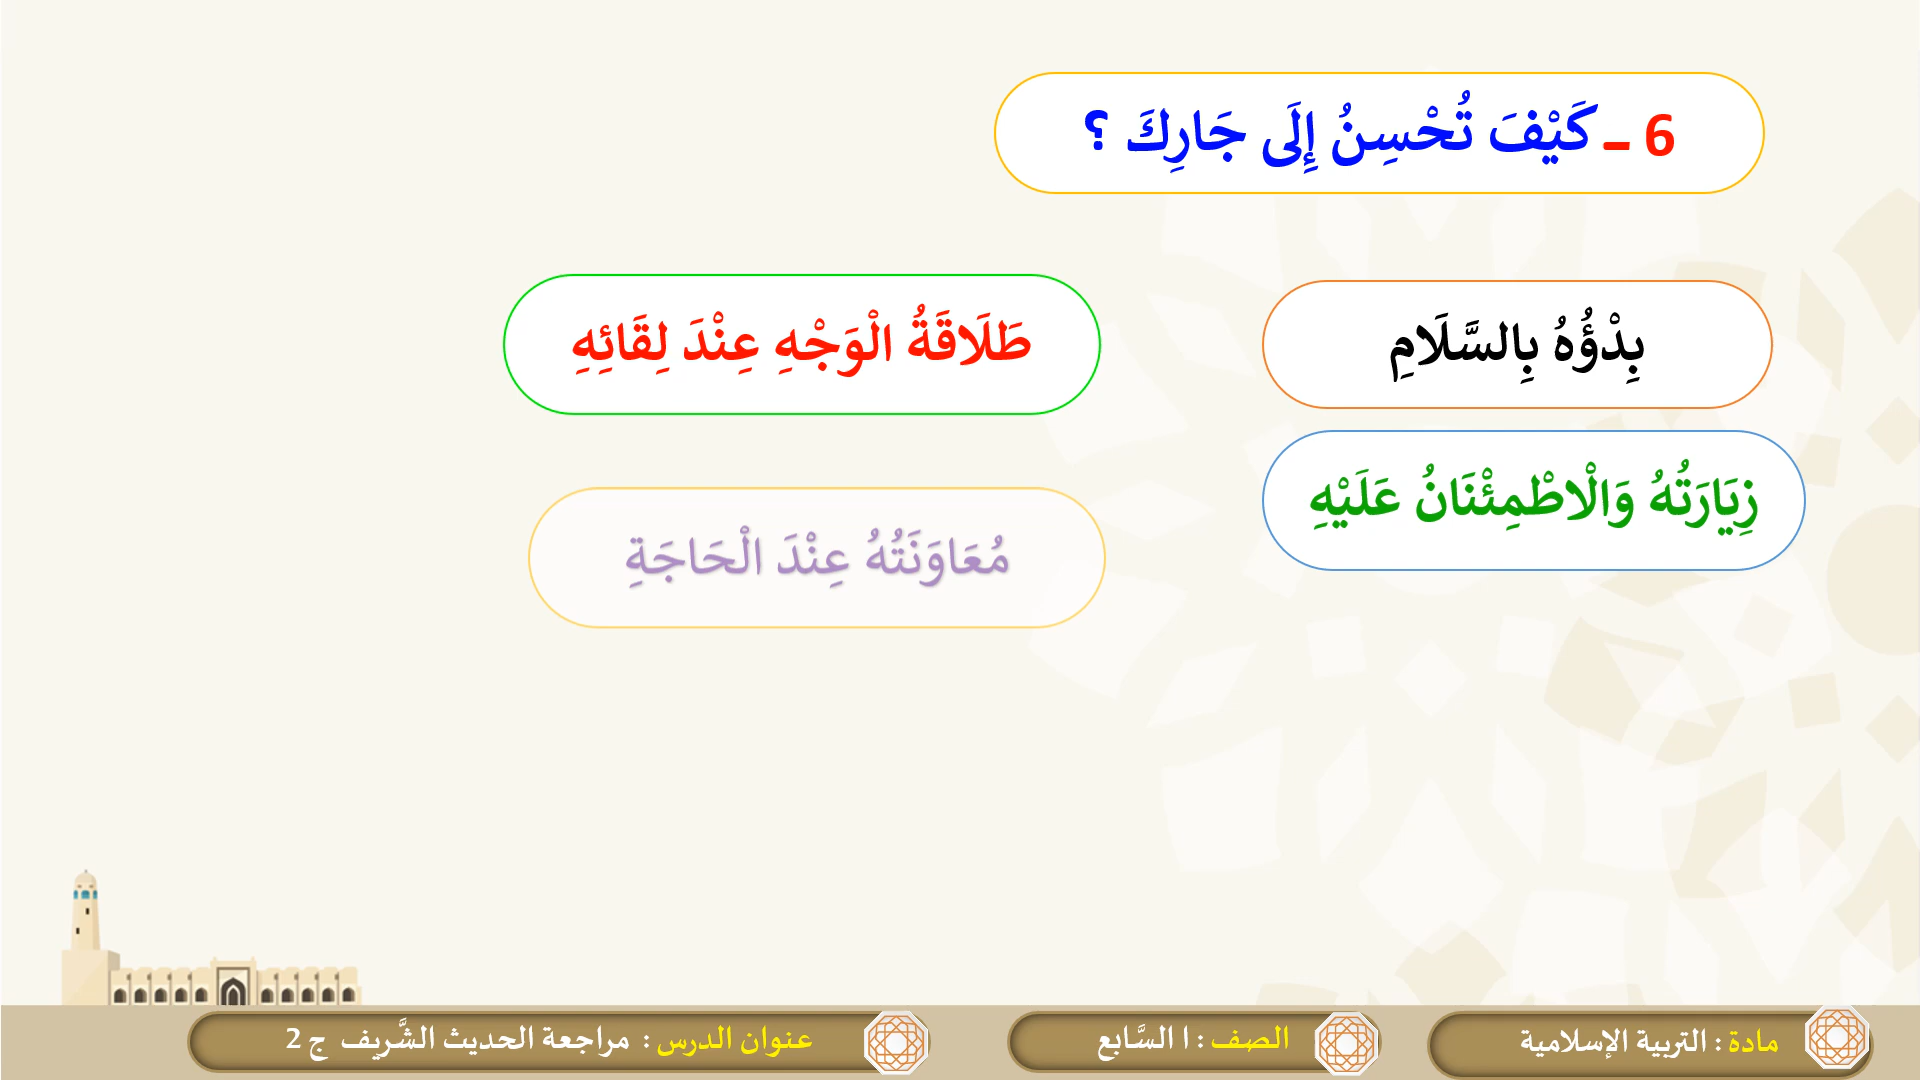 6 ـ كَيْفَ تُحْسِنُ إِلَى جَارِكَ ؟
بِدْؤُهُ بِالسَّلَامِ
طَلَاقَةُ الْوَجْهِ عِنْدَ لِقَائِهِ
زِيَارَتُهُ وَالْاطْمِئْنَانُ عَلَيْهِ
مُعَاوَنَتُهُ عِنْدَ الْحَاجَةِ
مادة : التربية الإسلامية
الصف : ا السَّابع
عنوان الدرس : مراجعة الحديث الشَّريف ج 2